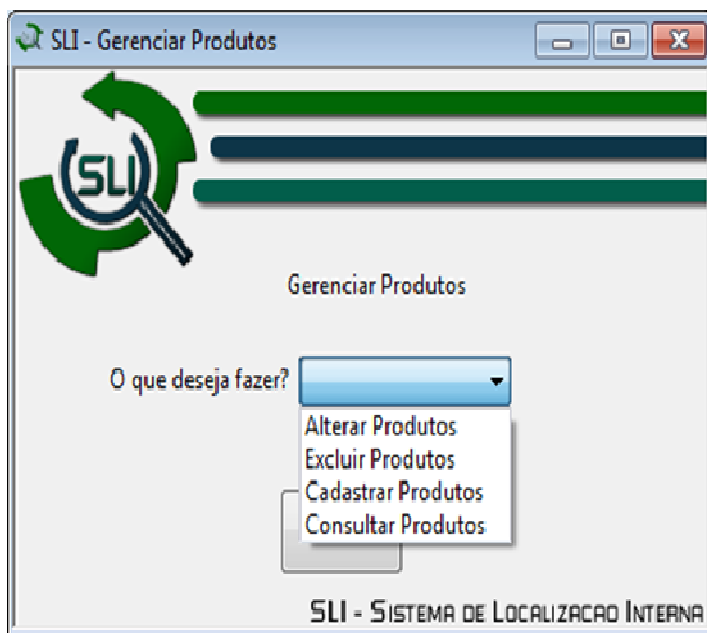 SLI - Gerenciar Produtos
SLI
Gerenciar Produtos
O que deseja fazer?
Alterar Produtos
Excluir Produtos
Cadastrar Produtos
Consultar Produtos
SLI - Sistema de Localizacao Interna